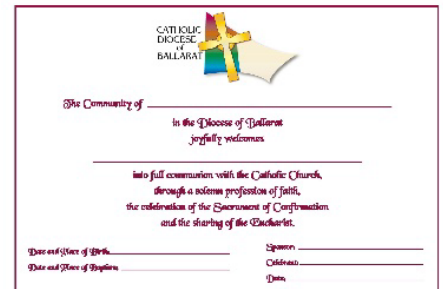 CATHOLIC
DIOCESE
of
BALLARAT
The Community of
in the Diocese of Ballarat
joyfully welcomes
into full communion with the Catholic Church,
through a solemn profession of faith,
the celebration of the Sacrament of Confirmation
and the sharing of the Eucharist.
Date and Place of Birth
Date and Place of Baptism
Sponsor
Celebrant
Date